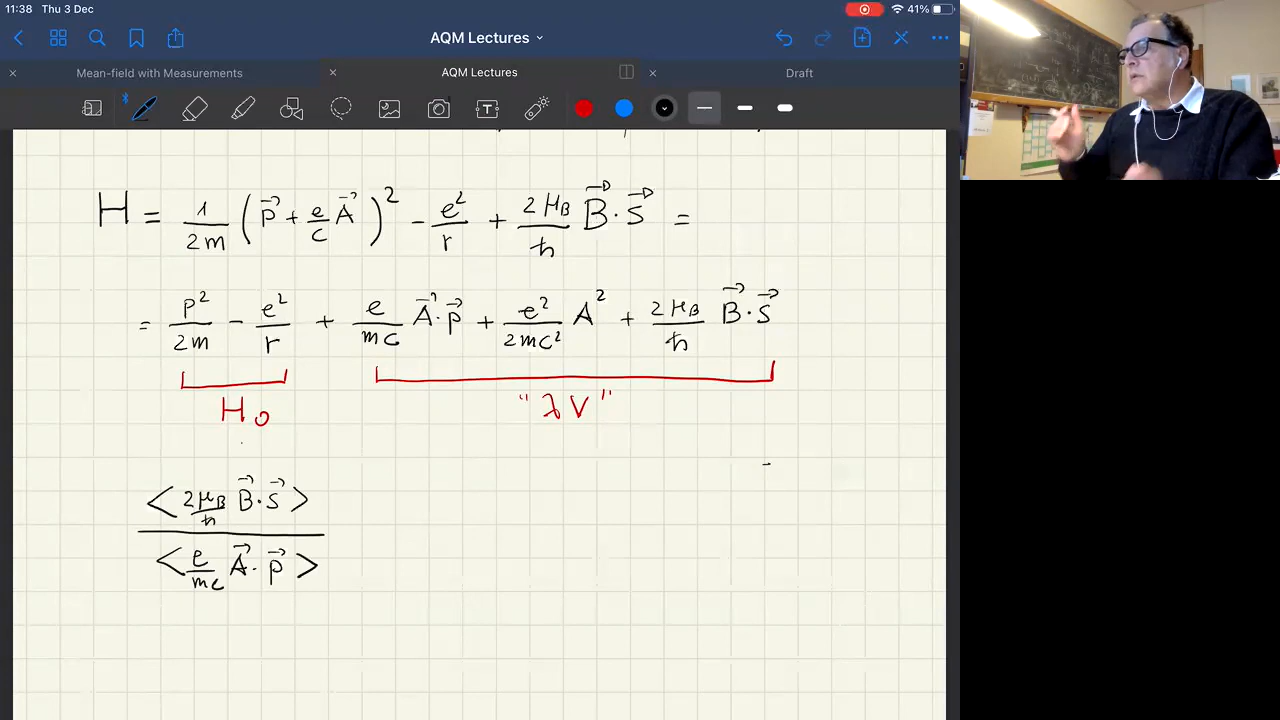 11:38 Thu 3 Dec 41%
AQM Lectures
Mean-field with Measurements AQM Lectures Draft
H = 1/2m (p⃗ + e/c A⃗)² - e²/r + 2μ_B/ħ B⃗·s⃗ =
= p²/2m - e²/r + e/mc A⃗·p⃗ + e²/2mc² A² + 2μ_B/ħ B⃗·s⃗
H₀ "λV"
<2μ_B/ħ B⃗·s⃗>
<e/mc A⃗·p⃗>